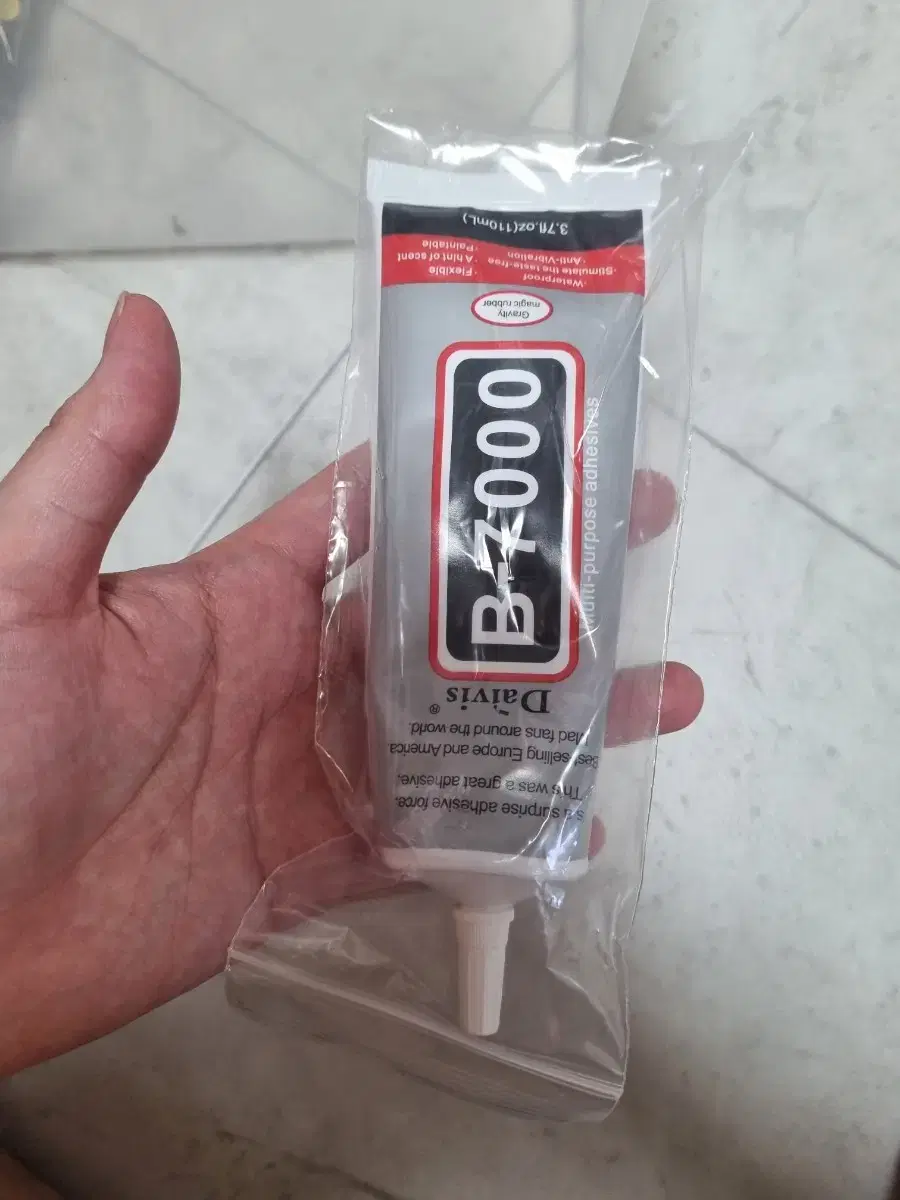 s a surprise adhesive force.
This was a great adhesive.
Best-selling Europe and America.
Mad fans around the world.
Daivis®
B-7000
Multi-purpose adhesives
Gravity
magic rubber
·Waterproof
·Stimulate the taste-free
·Anti-Vibration
·Flexible
·A hint of scent
·Paintable
3.7fl.oz(110mL)